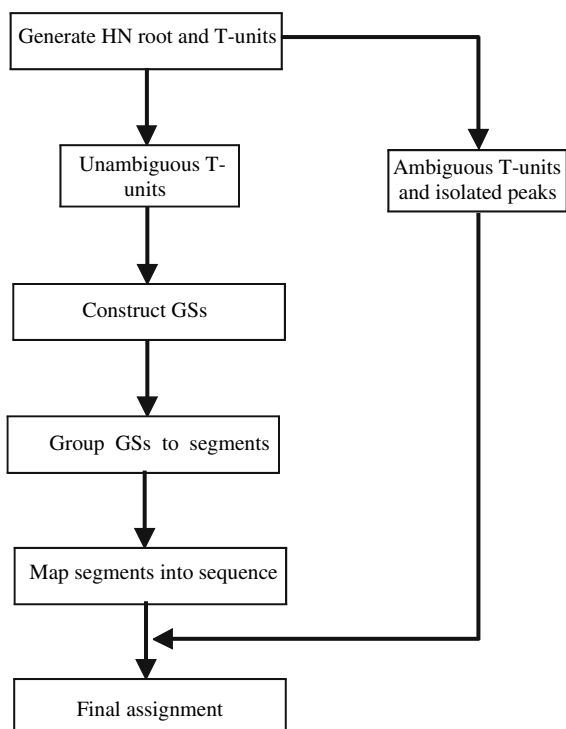 Generate HN root and T-units
Unambiguous T-
units
Ambiguous T-units
and isolated peaks
Construct GSs
Group GSs to segments
Map segments into sequence
Final assignment